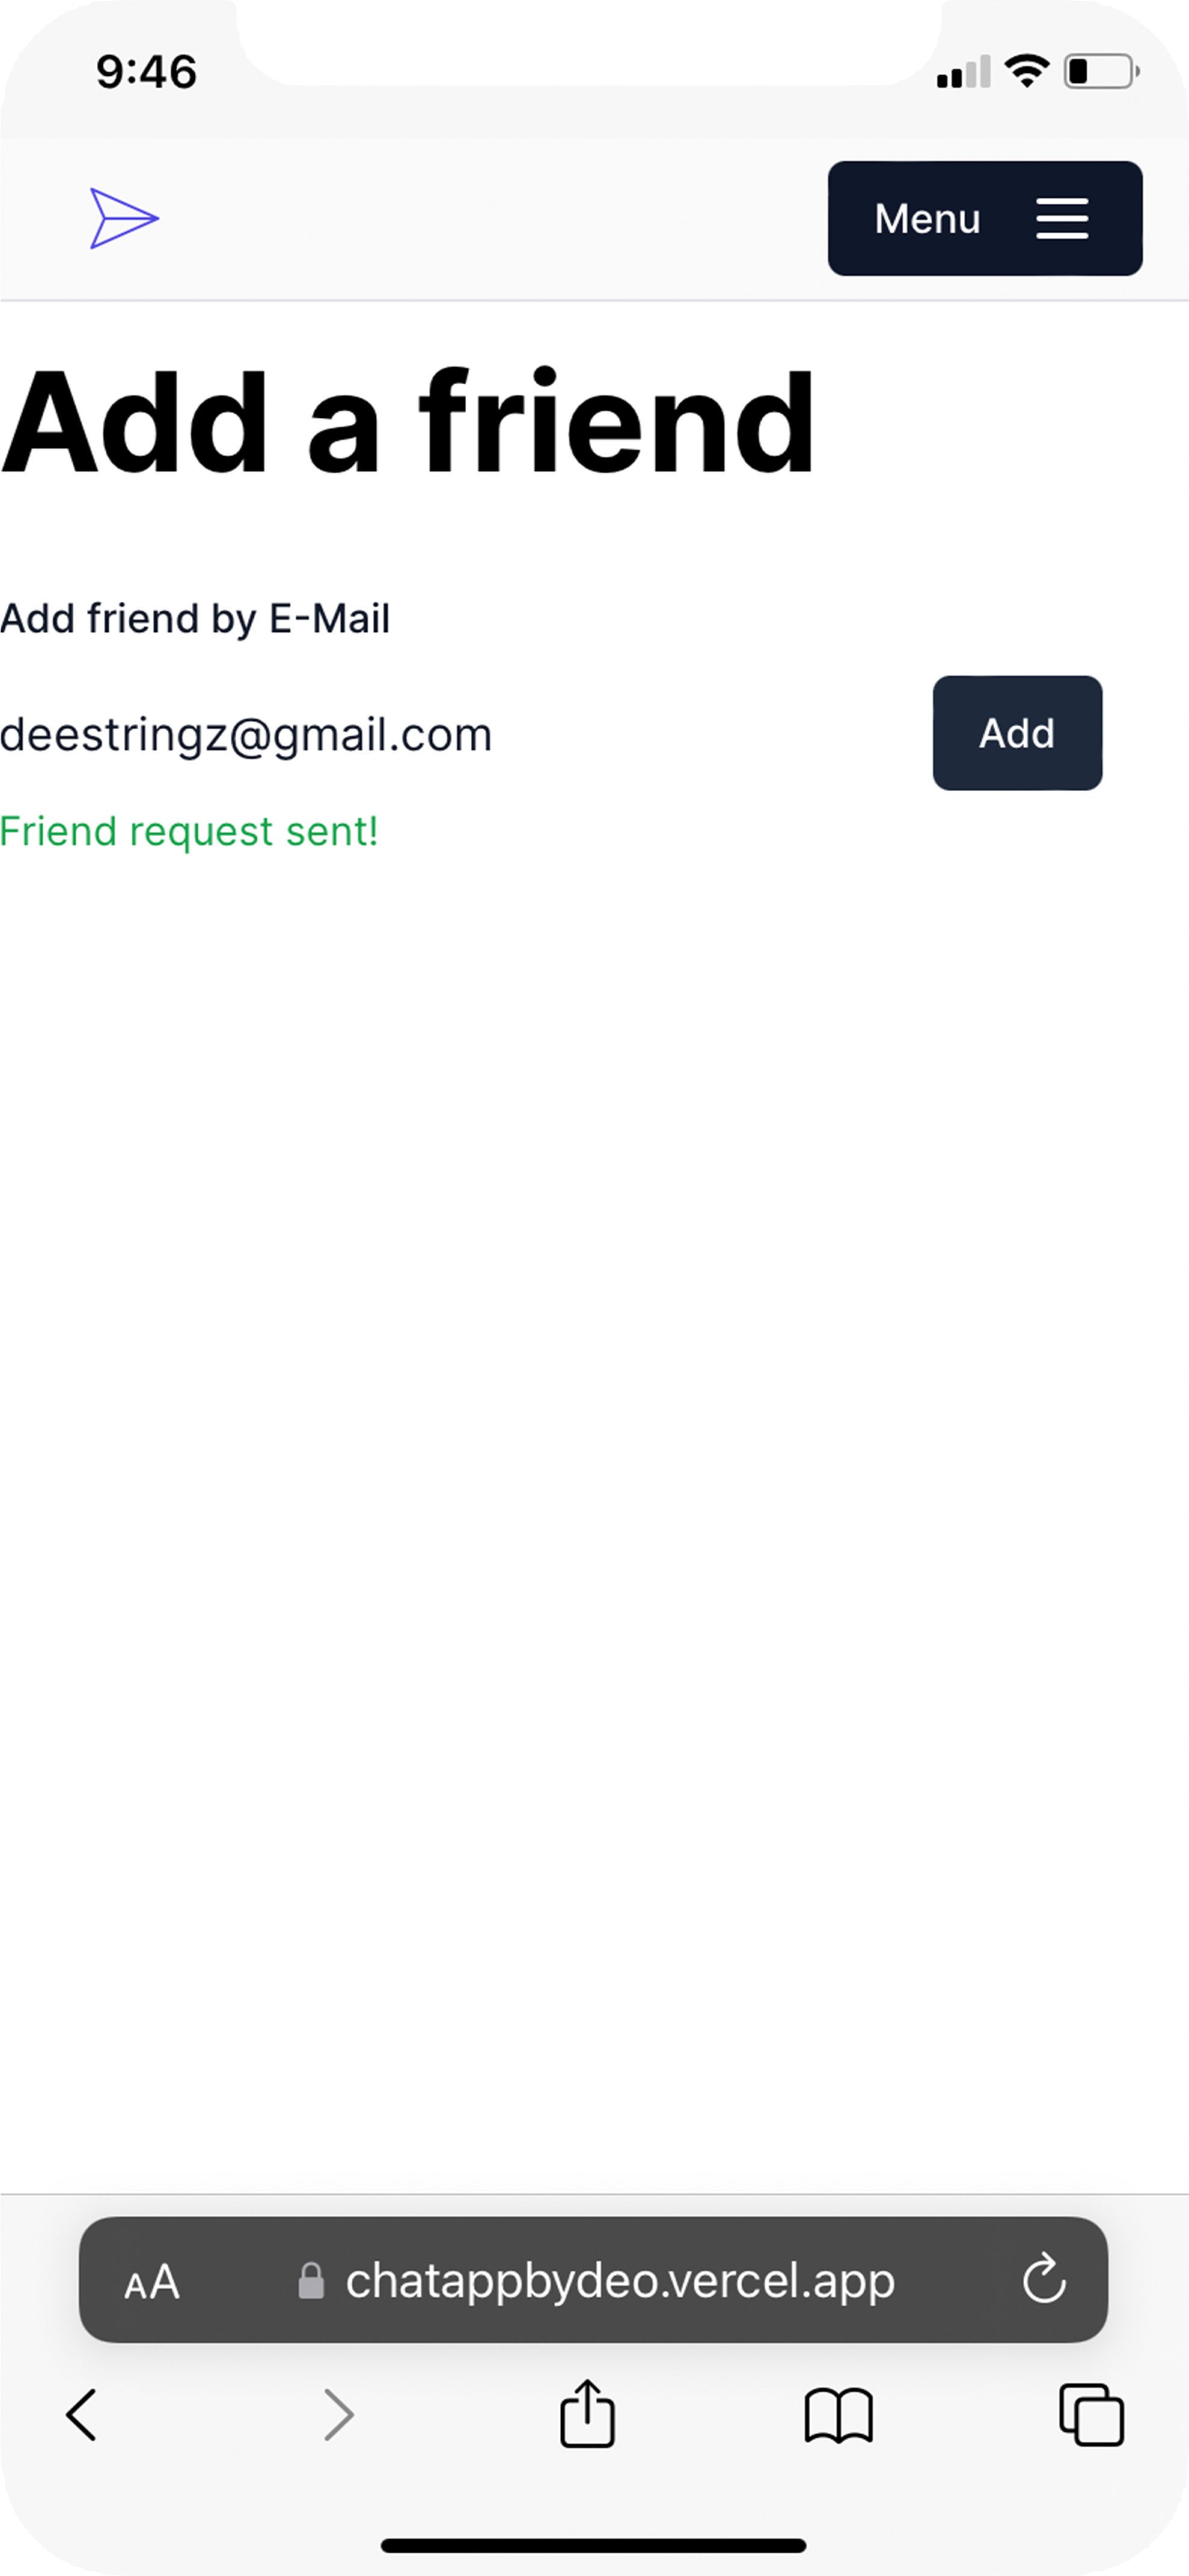 9:46
Menu
Add a friend
Add friend by E-Mail
deestringz@gmail.com
Add
Friend request sent!
AA
chatappbydeo.vercel.app